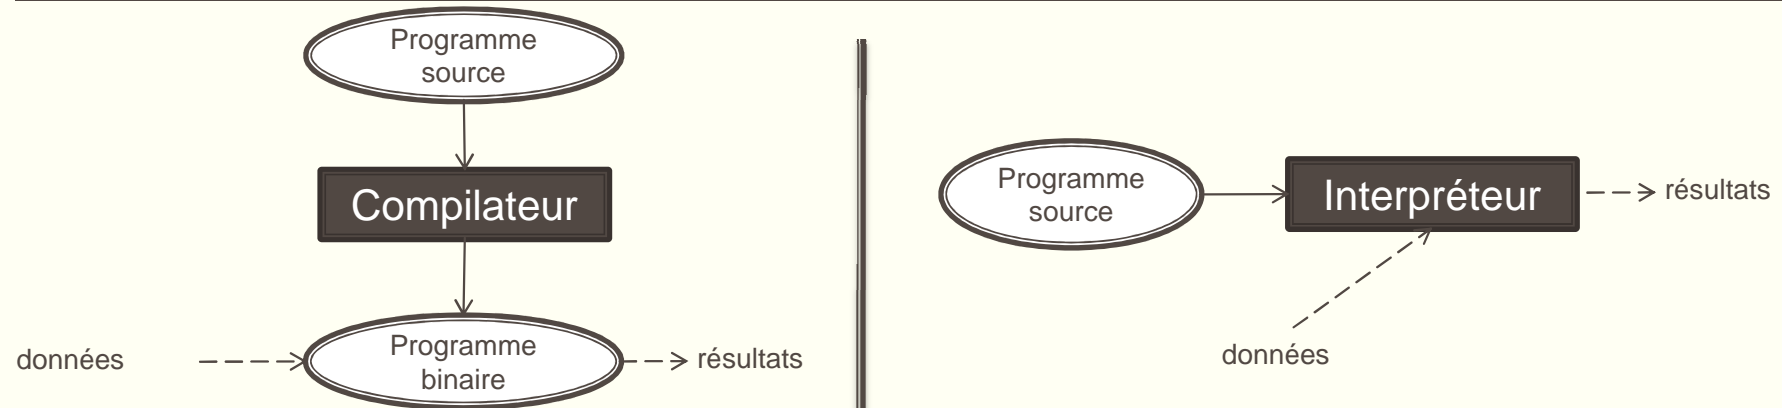 Programme
source
Compilateur
données
Programme
binaire
résultats
Programme
source
Interpréteur
résultats
données